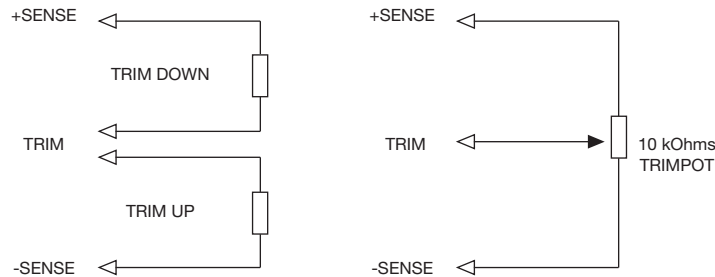 +SENSE
TRIM DOWN
TRIM
TRIM UP
-SENSE
+SENSE
TRIM
10 kOhms
TRIMPOT
-SENSE